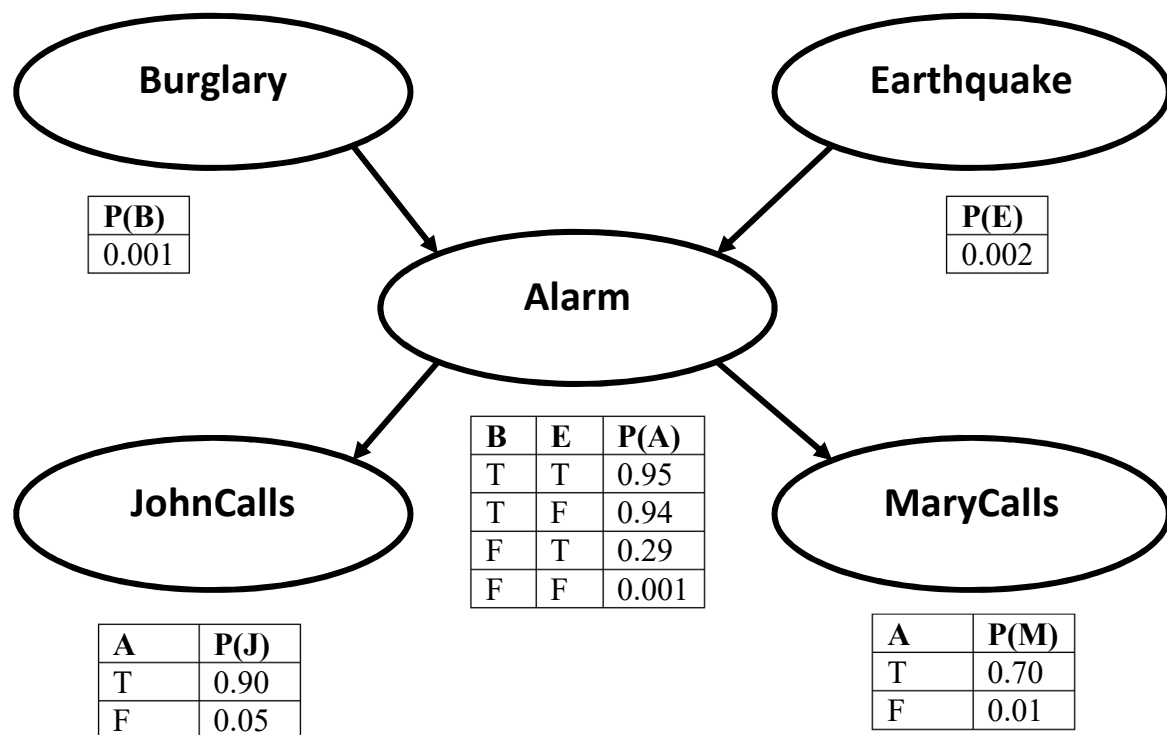 Burglary
Earthquake
P(B)
0.001
P(E)
0.002
Alarm
B E P(A)
T T 0.95
T F 0.94
F T 0.29
F F 0.001
JohnCalls
MaryCalls
A P(J)
T 0.90
F 0.05
A P(M)
T 0.70
F 0.01